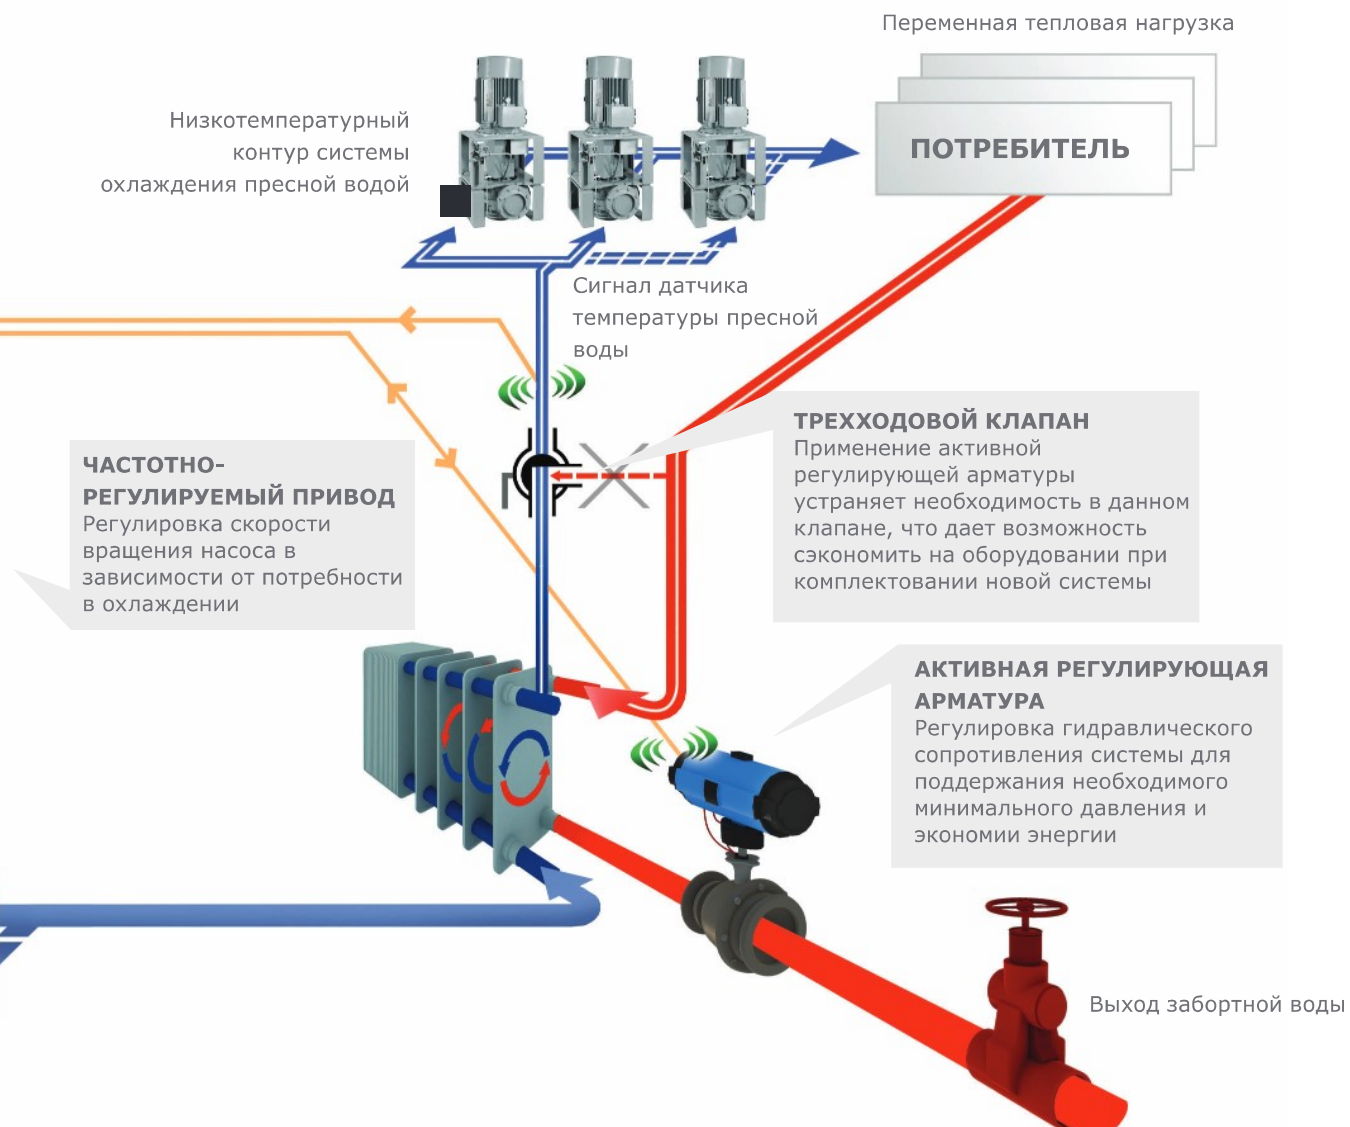 Переменная тепловая нагрузка
ПОТРЕБИТЕЛЬ
Низкотемпературный
контур системы
охлаждения пресной водой
Сигнал датчика
температуры пресной
воды
ТРЕХХОДОВОЙ КЛАПАН
Применение активной
регулирующей арматуры
устраняет необходимость в данном
клапане, что дает возможность
сэкономить на оборудовании при
комплектовании новой системы
ЧАСТОТНО-
РЕГУЛИРУЕМЫЙ ПРИВОД
Регулировка скорости
вращения насоса в
зависимости от потребности
в охлаждении
АКТИВНАЯ РЕГУЛИРУЮЩАЯ
АРМАТУРА
Регулировка гидравлического
сопротивления системы для
поддержания необходимого
минимального давления и
экономии энергии
Выход забортной воды